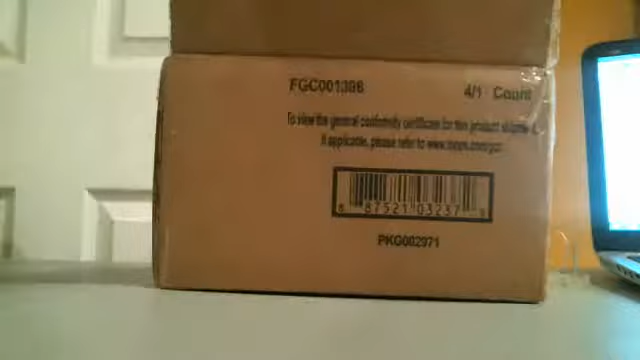 FGC001398
4/1 Count
To view the general conformity certificate for this product
if applicable, please refer to
8 87521 03237
PKG002971